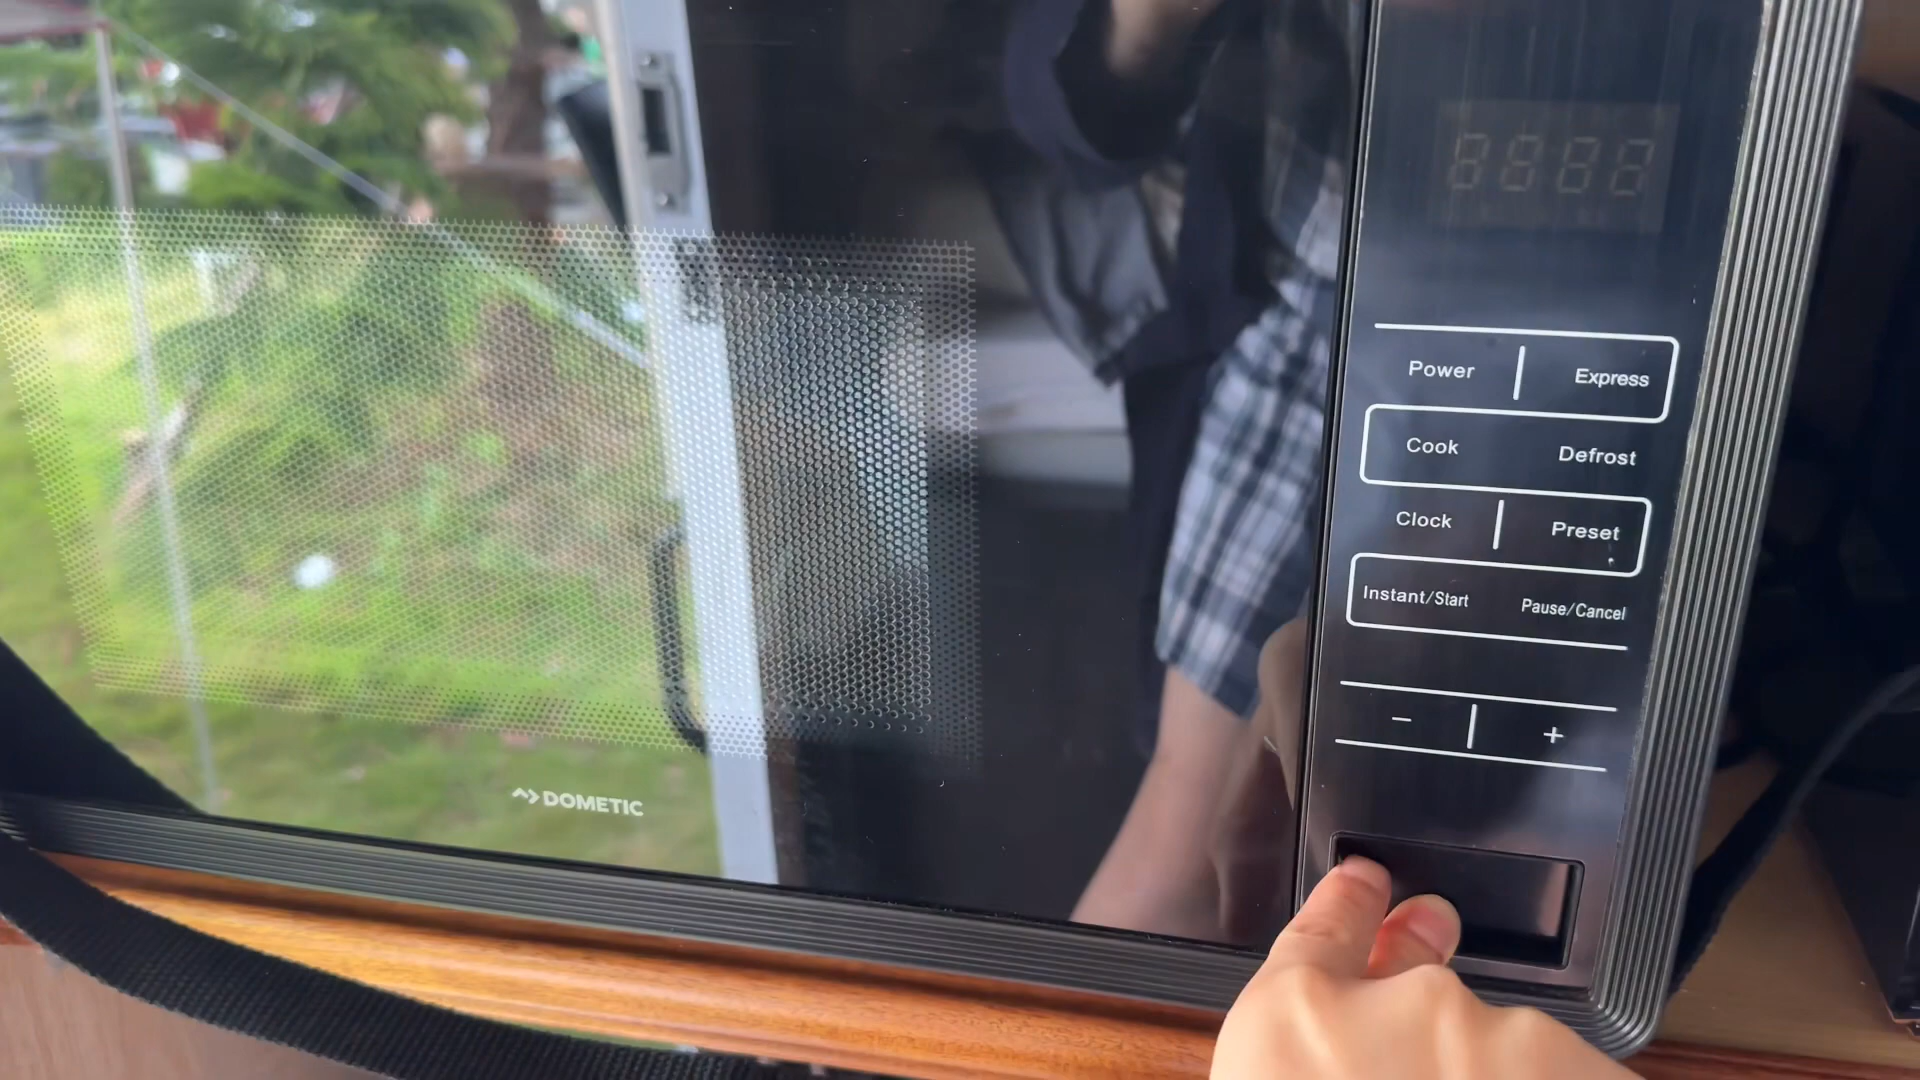 Power Express
Cook Defrost
Clock Preset
Instant/Start Pause/Cancel
- +
DOMETIC